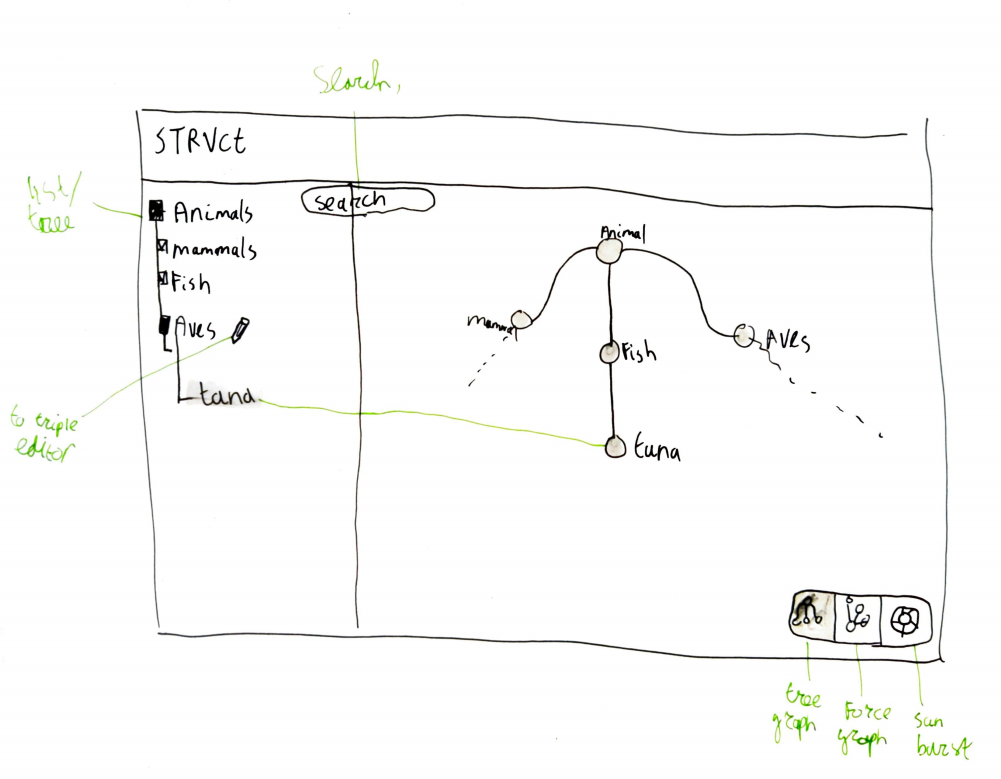 Search,
STRVCt
list/
tree
Animals
search
mammals
Fish
Aves
tana
to triple
editor
Animal
mammal
Fish
AVes
tuna
tree
graph
Force
graph
sun
burst